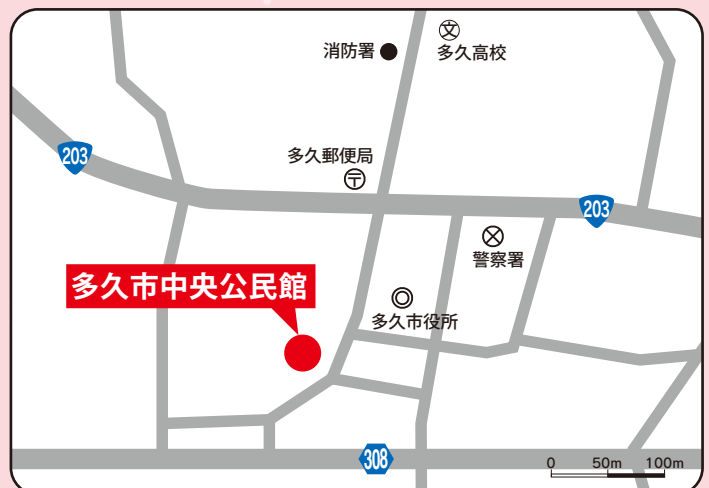 消防署
多久高校
文
多久郵便局
〒
203
203
警察署
多久市中央公民館
多久市役所
308
0 50m 100m